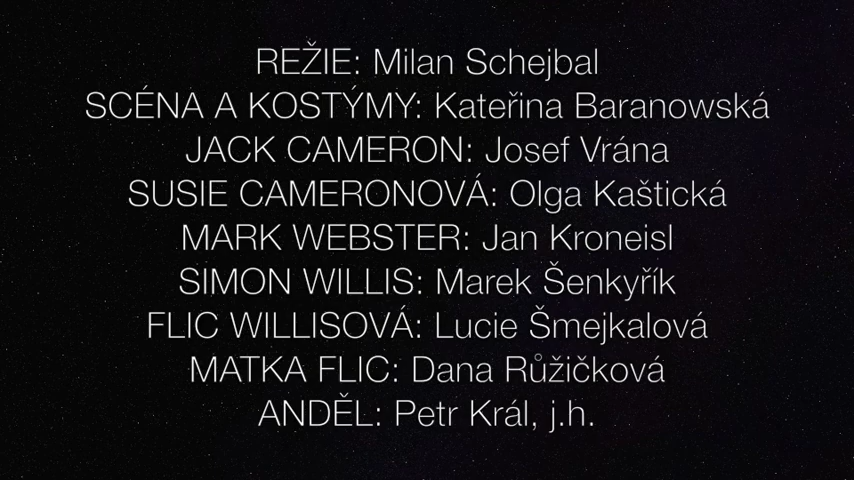 REŽIE: Milan Schejbal
SCÉNA A KOSTÝMY: Kateřina Baranowská
JACK CAMERON: Josef Vrána
SUSIE CAMERONOVÁ: Olga Kaštická
MARK WEBSTER: Jan Kroneisl
SIMON WILLIS: Marek Šenkyřík
FLIC WILLISOVÁ: Lucie Šmejkalová
MATKA FLIC: Dana Růžičková
ANDĚL: Petr Král, j.h.